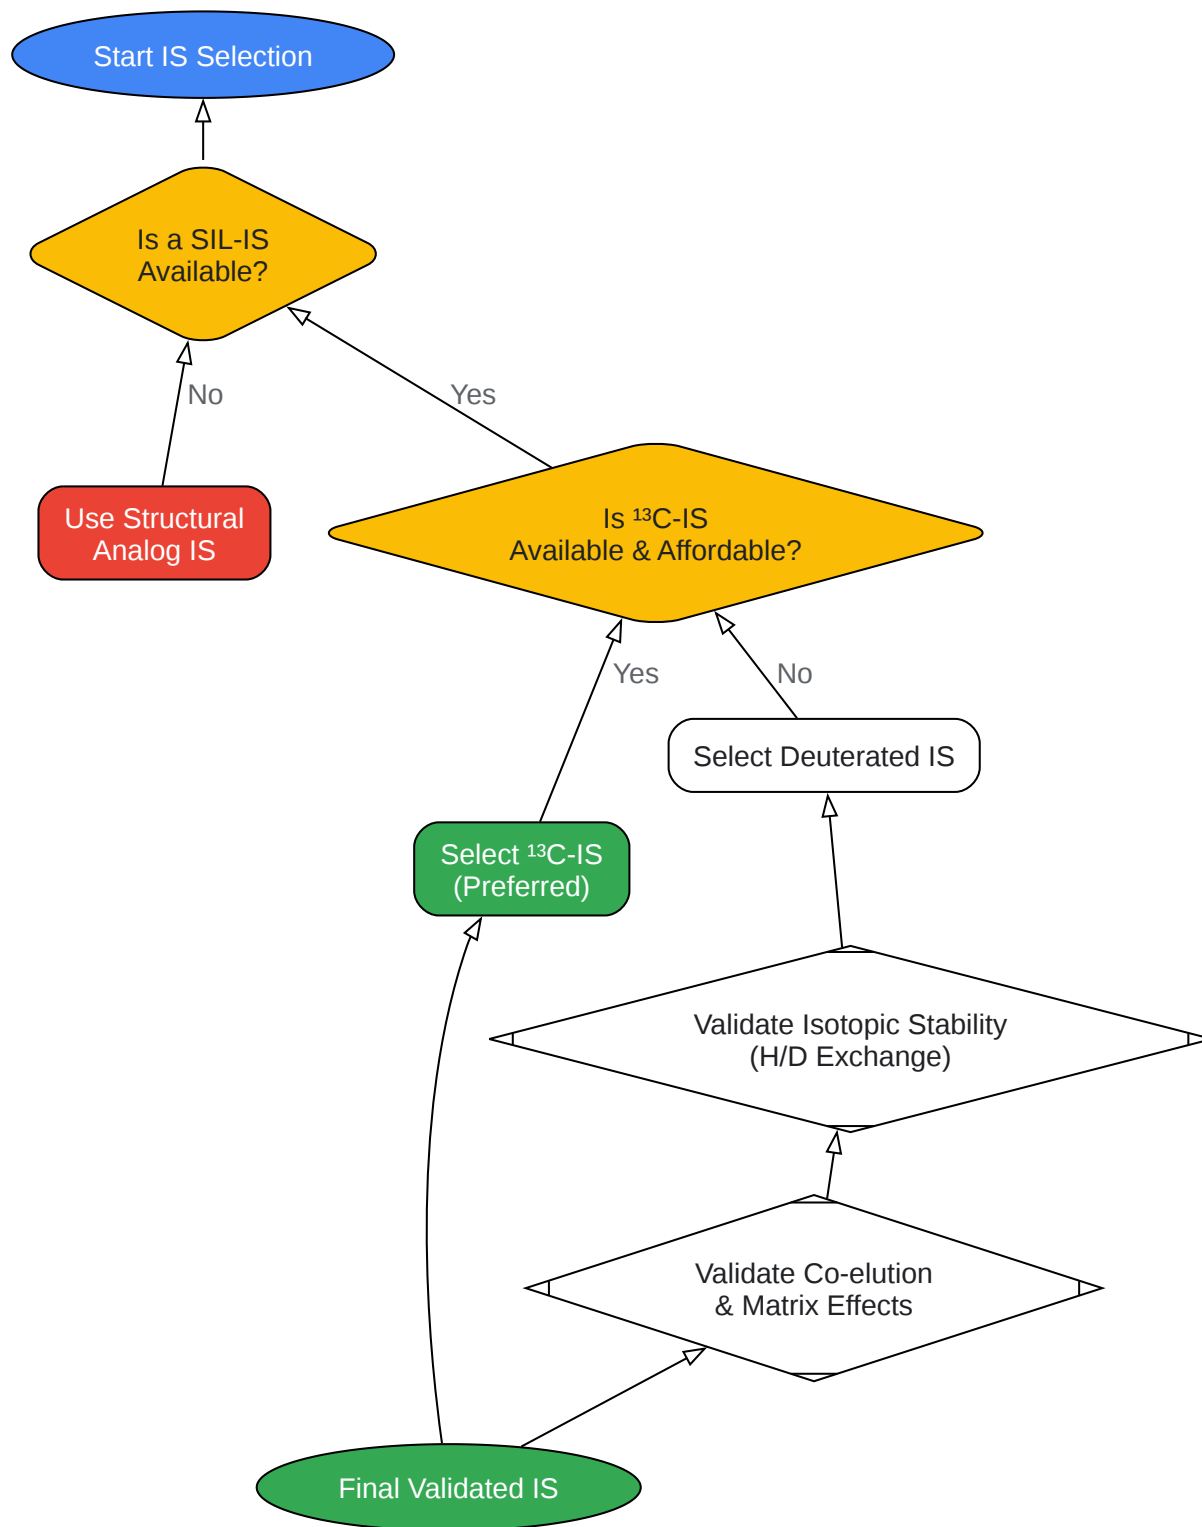 Start IS Selection
Is a SIL-IS
Available?
No
Yes
Use Structural
Analog IS
Is ¹³C-IS
Available & Affordable?
Yes
No
Select Deuterated IS
Select ¹³C-IS
(Preferred)
Validate Isotopic Stability
(H/D Exchange)
Validate Co-elution
& Matrix Effects
Final Validated IS